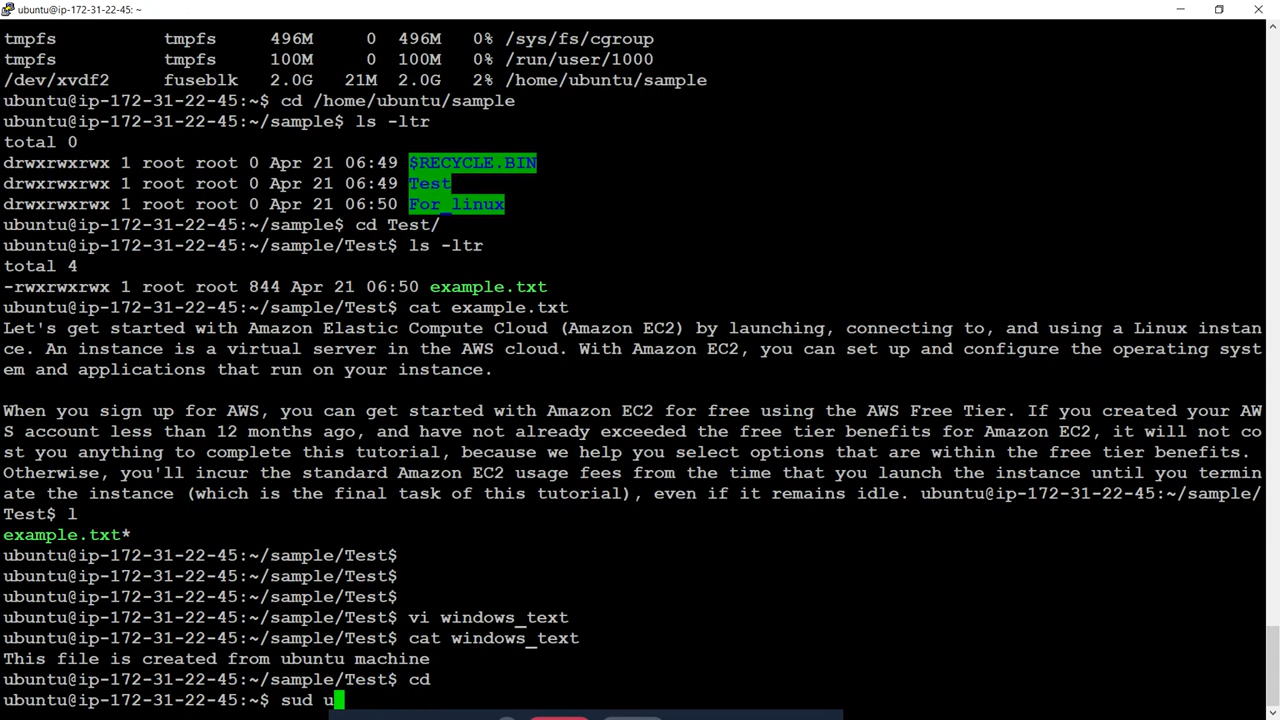 ubuntu@ip-172-31-22-45: ~
tmpfs tmpfs 496M 0 496M 0% /sys/fs/cgroup
tmpfs tmpfs 100M 0 100M 0% /run/user/1000
/dev/xvdf2 fuseblk 2.0G 21M 2.0G 2% /home/ubuntu/sample
ubuntu@ip-172-31-22-45:~$ cd /home/ubuntu/sample
ubuntu@ip-172-31-22-45:~/sample$ ls -ltr
total 0
drwxrwxrwx 1 root root 0 Apr 21 06:49 $RECYCLE.BIN
drwxrwxrwx 1 root root 0 Apr 21 06:49 Test
drwxrwxrwx 1 root root 0 Apr 21 06:50 For_linux
ubuntu@ip-172-31-22-45:~/sample$ cd Test/
ubuntu@ip-172-31-22-45:~/sample/Test$ ls -ltr
total 4
-rwxrwxrwx 1 root root 844 Apr 21 06:50 example.txt
ubuntu@ip-172-31-22-45:~/sample/Test$ cat example.txt
Let's get started with Amazon Elastic Compute Cloud (Amazon EC2) by launching, connecting to, and using a Linux instan
ce. An instance is a virtual server in the AWS cloud. With Amazon EC2, you can set up and configure the operating syst
em and applications that run on your instance.
When you sign up for AWS, you can get started with Amazon EC2 for free using the AWS Free Tier. If you created your AW
S account less than 12 months ago, and have not already exceeded the free tier benefits for Amazon EC2, it will not co
st you anything to complete this tutorial, because we help you select options that are within the free tier benefits.
Otherwise, you'll incur the standard Amazon EC2 usage fees from the time that you launch the instance until you termin
ate the instance (which is the final task of this tutorial), even if it remains idle. ubuntu@ip-172-31-22-45:~/sample/
Test$ l
example.txt*
ubuntu@ip-172-31-22-45:~/sample/Test$
ubuntu@ip-172-31-22-45:~/sample/Test$
ubuntu@ip-172-31-22-45:~/sample/Test$
ubuntu@ip-172-31-22-45:~/sample/Test$ vi windows_text
ubuntu@ip-172-31-22-45:~/sample/Test$ cat windows_text
This file is created from ubuntu machine
ubuntu@ip-172-31-22-45:~/sample/Test$ cd
ubuntu@ip-172-31-22-45:~$ sud u